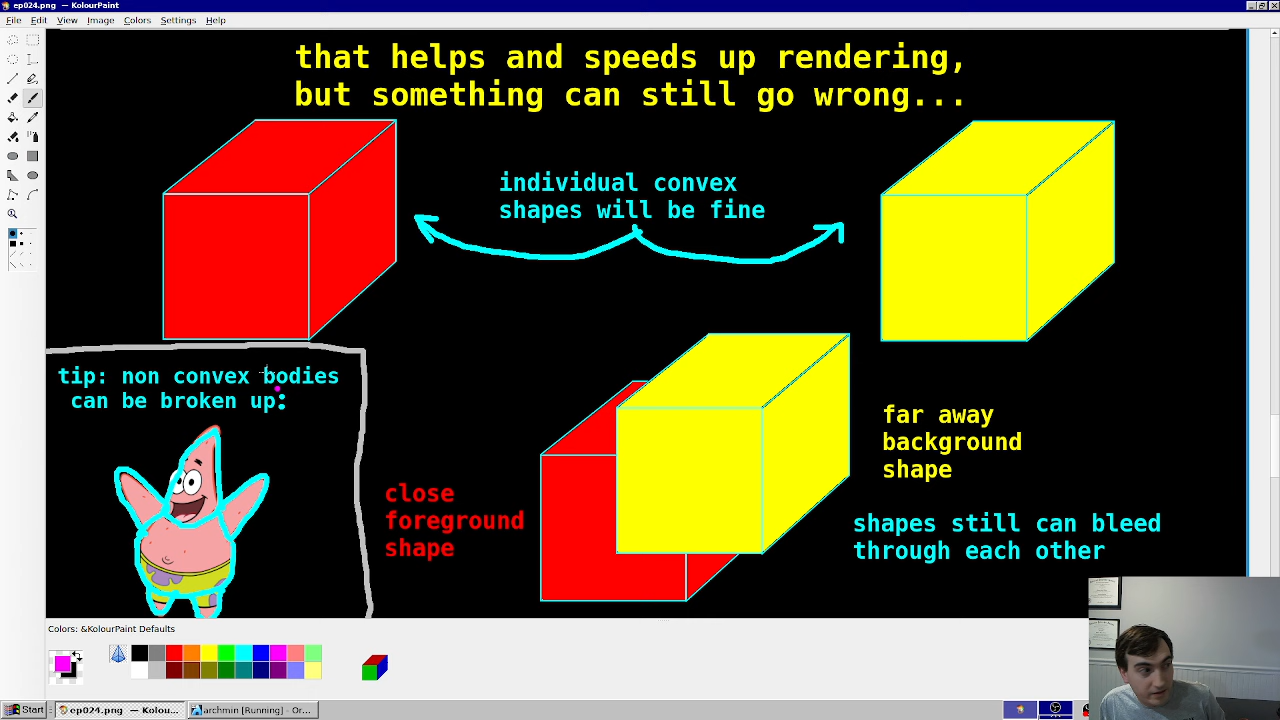 ep024.png — KolourPaint
File Edit View Image Colors Settings Help
that helps and speeds up rendering,
but something can still go wrong...
individual convex
shapes will be fine
tip: non convex bodies
can be broken up:
close
foreground
shape
far away
background
shape
shapes still can bleed
through each other
Colors: &KolourPaint Defaults
Start
ep024.png — Kolou...
archmin [Running] - Or...